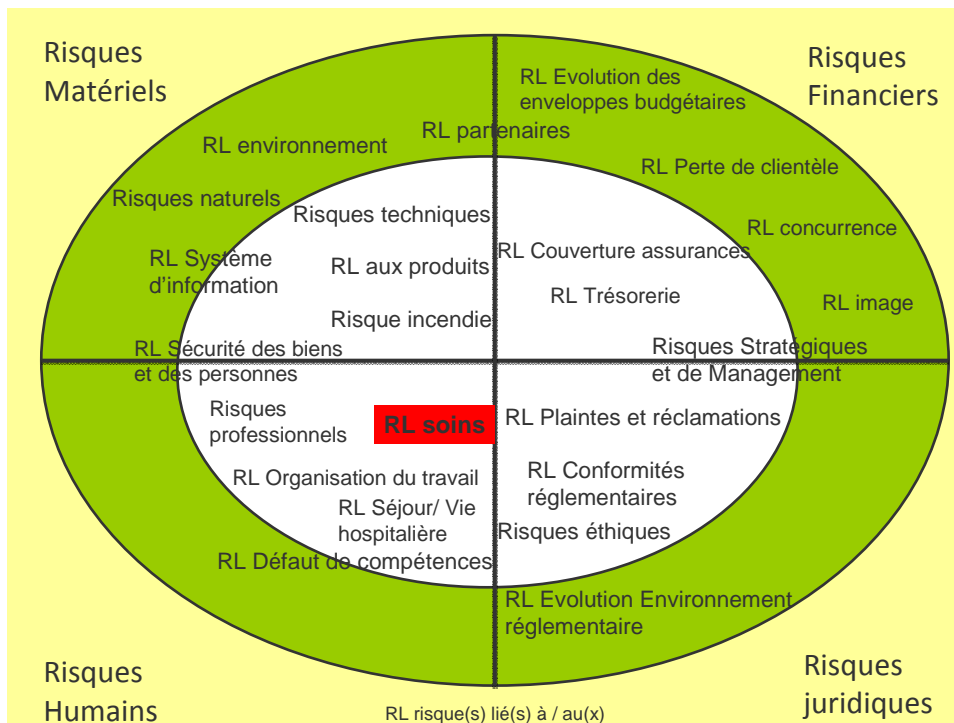 Risques
Matériels
Risques
Financiers
RL Evolution des
enveloppes budgétaires
RL partenaires
RL environnement
RL Perte de clientèle
Risques naturels
Risques techniques
RL concurrence
RL Système
d'information
RL Couverture assurances
RL aux produits
RL Trésorerie
RL image
Risque incendie
RL Sécurité des biens
et des personnes
Risques Stratégiques
et de Management
Risques
professionnels
RL soins
RL Plaintes et réclamations
RL Organisation du travail
RL Conformités
réglementaires
RL Séjour/ Vie
hospitalière
Risques éthiques
RL Défaut de compétences
RL Evolution Environnement
réglementaire
Risques
Humains
Risques
juridiques
RL risque(s) lié(s) à / au(x)